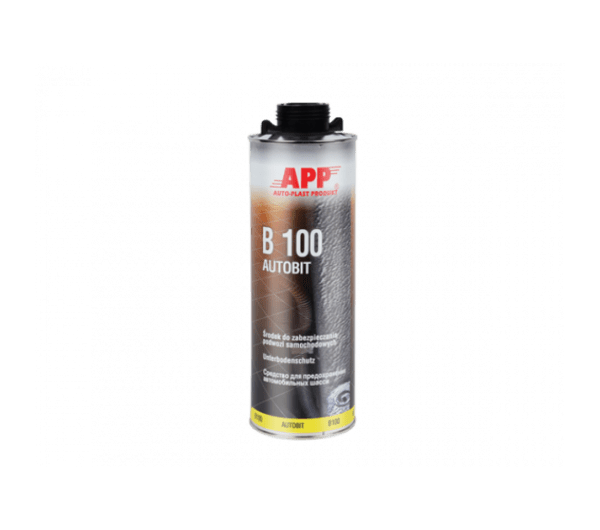 APP
AUTO-PLAST PRODUKT
B 100
AUTOBIT
Środek do zabezpieczania
podwozi samochodowych
Unterbodenschutz
Средство для предохранения
автомобильных шасси
B100 AUTOBIT B100